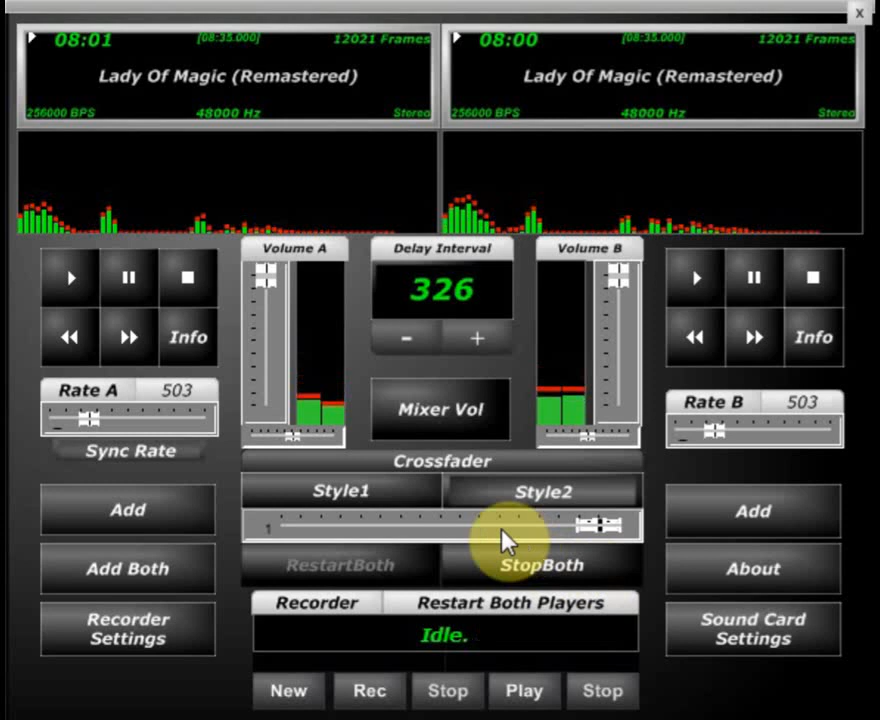 x
08:01 [08:35.000] 12021 Frames
Lady Of Magic (Remastered)
256000 BPS 48000 Hz Stereo
08:00 [08:35.000] 12021 Frames
Lady Of Magic (Remastered)
256000 BPS 48000 Hz Stereo
Volume A
Delay Interval
Volume B
326
- +
Info
Info
Mixer Vol
Rate A 503
Rate B 503
Sync Rate
Crossfader
Style1 Style2
1
Add
Add
RestartBoth StopBoth
Add Both
About
Recorder Restart Both Players
Idle.
Recorder
Settings
Sound Card
Settings
New Rec Stop Play Stop